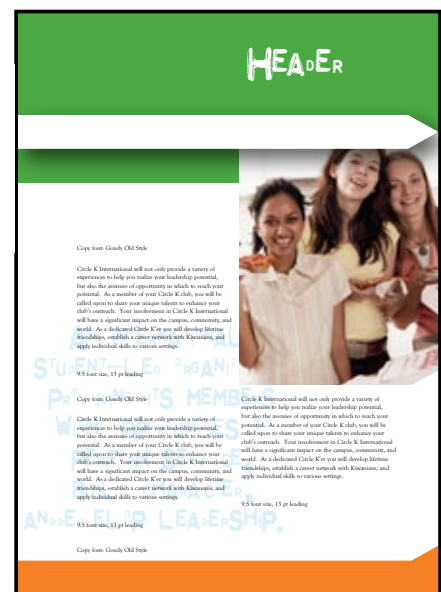 HEADER
Copy font: Goudy Old Style
Circle K International will not only provide a variety of
experiences to help you realize your leadership potential,
but also the avenues of opportunity in which to reach your
potential. As a member of your Circle K club, you will be
called upon to share your unique talents to enhance your
club's outreach. Your involvement in Circle K International
will have a significant impact on the campus, community, and
world. As a dedicated Circle K'er you will develop lifetime
friendships, establish a career network with Kiwanians, and
apply individual skills to various settings.
9.5 font size, 13 pt leading
Copy font: Goudy Old Style
Circle K International will not only provide a variety of
experiences to help you realize your leadership potential,
but also the avenues of opportunity in which to reach your
potential. As a member of your Circle K club, you will be
called upon to share your unique talents to enhance your
club's outreach. Your involvement in Circle K International
will have a significant impact on the campus, community, and
world. As a dedicated Circle K'er you will develop lifetime
friendships, establish a career network with Kiwanians, and
apply individual skills to various settings.
9.5 font size, 13 pt leading
Copy font: Goudy Old Style
Circle K International will not only provide a variety of
experiences to help you realize your leadership potential,
but also the avenues of opportunity in which to reach your
potential. As a member of your Circle K club, you will be
called upon to share your unique talents to enhance your
club's outreach. Your involvement in Circle K International
will have a significant impact on the campus, community, and
world. As a dedicated Circle K'er you will develop lifetime
friendships, establish a career network with Kiwanians, and
apply individual skills to various settings.
9.5 font size, 13 pt leading
STUDENT-LED
MEMBE
LEADERSHIP.